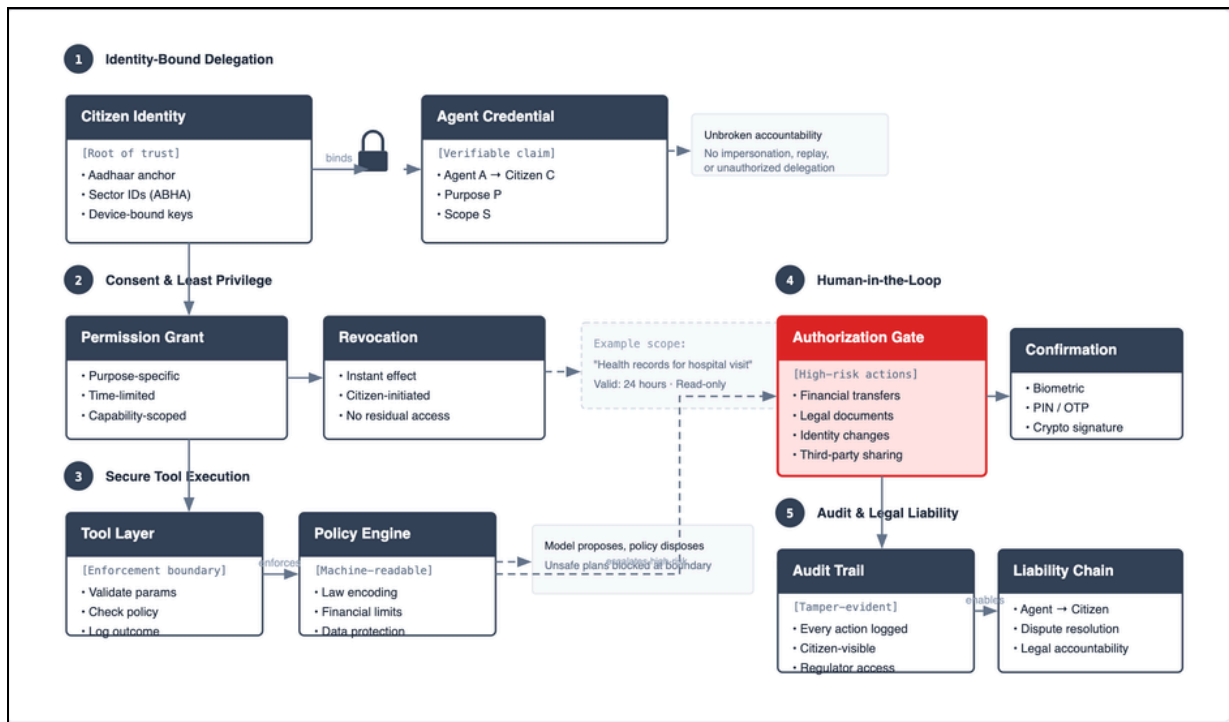 1 Identity-Bound Delegation
Citizen Identity
[Root of trust]
• Aadhaar anchor
• Sector IDs (ABHA)
• Device-bound keys
binds
Agent Credential
[Verifiable claim]
• Agent A → Citizen C
• Purpose P
• Scope S
Unbroken accountability
No impersonation, replay,
or unauthorized delegation
2 Consent & Least Privilege
Permission Grant
• Purpose-specific
• Time-limited
• Capability-scoped
Revocation
• Instant effect
• Citizen-initiated
• No residual access
Example scope:
"Health records for hospital visit"
Valid: 24 hours · Read-only
3 Secure Tool Execution
Tool Layer
[Enforcement boundary]
• Validate params
• Check policy
• Log outcome
enforces
Policy Engine
[Machine-readable]
• Law encoding
• Financial limits
• Data protection
Model proposes, policy disposes
Unsafe plans blocked at boundary
4 Human-in-the-Loop
Authorization Gate
[High-risk actions]
• Financial transfers
• Legal documents
• Identity changes
• Third-party sharing
Confirmation
• Biometric
• PIN / OTP
• Crypto signature
5 Audit & Legal Liability
Audit Trail
[Tamper-evident]
• Every action logged
• Citizen-visible
• Regulator access
enables
Liability Chain
• Agent → Citizen
• Dispute resolution
• Legal accountability